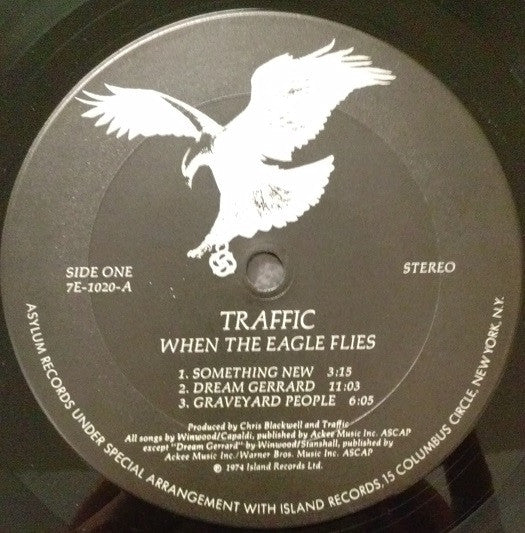 SIDE ONE
7E-1020-A
STEREO
TRAFFIC
WHEN THE EAGLE FLIES
1. SOMETHING NEW 3:15
2. DREAM GERRARD 11:03
3. GRAVEYARD PEOPLE 6:05
Produced by Chris Blackwell and Traffic
All songs by Winwood/Capaldi, published by Ackee Music Inc. ASCAP
except "Dream Gerrard" by Winwood/Stanshall, published by
Ackee Music Inc./Warner Bros. Music Inc. ASCAP
℗ 1974 Island Records Ltd.
ASYLUM RECORDS UNDER SPECIAL ARRANGEMENT WITH ISLAND RECORDS, 15 COLUMBUS CIRCLE, NEW YORK, N.Y.